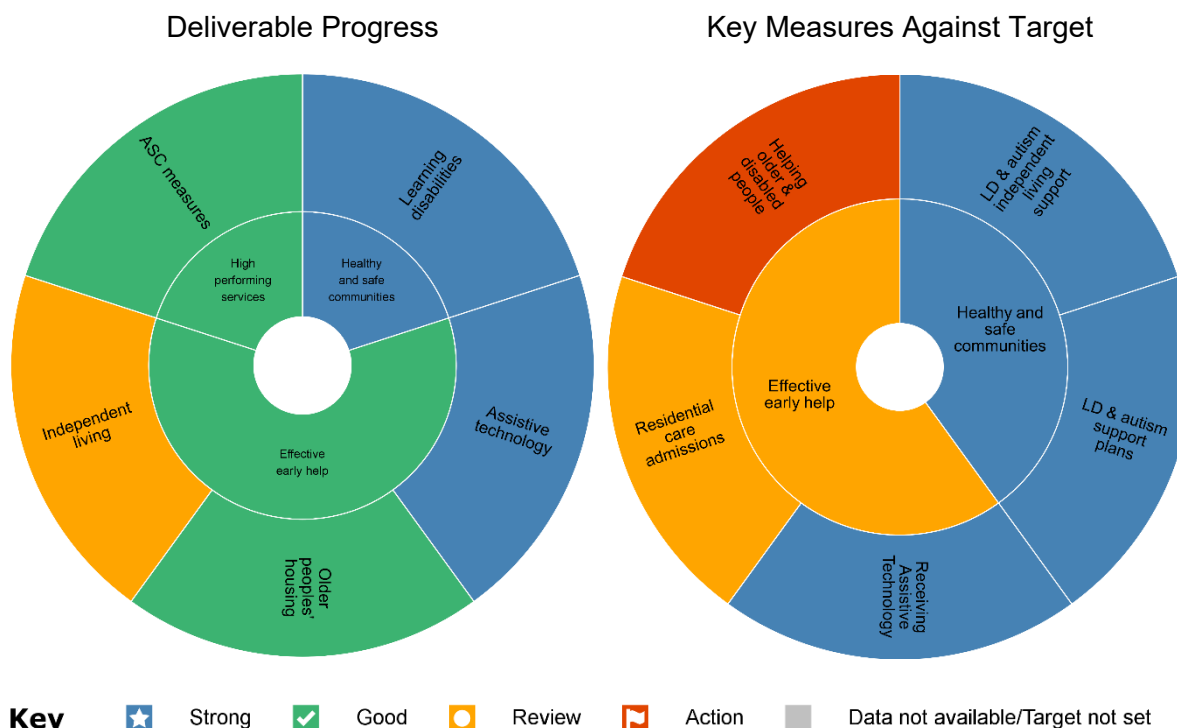 Deliverable Progress
Key Measures Against Target
ASC measures
Learning
disabilities
High
performing
services
Healthy
and safe
communities
Independent
living
Assistive
technology
Effective
early help
Older
peoples'
housing
Helping
older &
disabled
people
LD & autism
independent
living
support
Healthy and
safe
communities
Effective
early help
Residential
care
admissions
LD & autism
support
plans
Receiving
Assistive
Technology
Key
Strong
Good
Review
Action
Data not available/Target not set